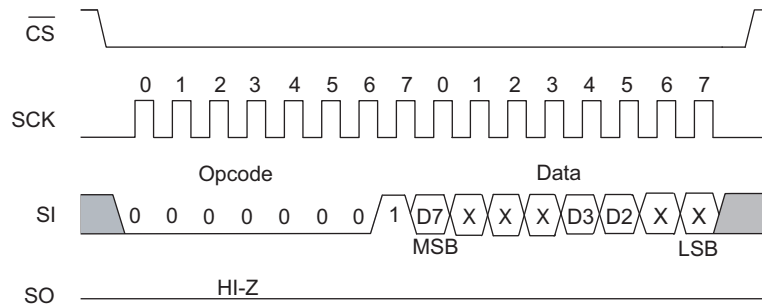 CS
0 1 2 3 4 5 6 7 0 1 2 3 4 5 6 7
SCK
Opcode Data
SI 0 0 0 0 0 0 0 1 D7 X X X D3 D2 X X
MSB LSB
HI-Z
SO